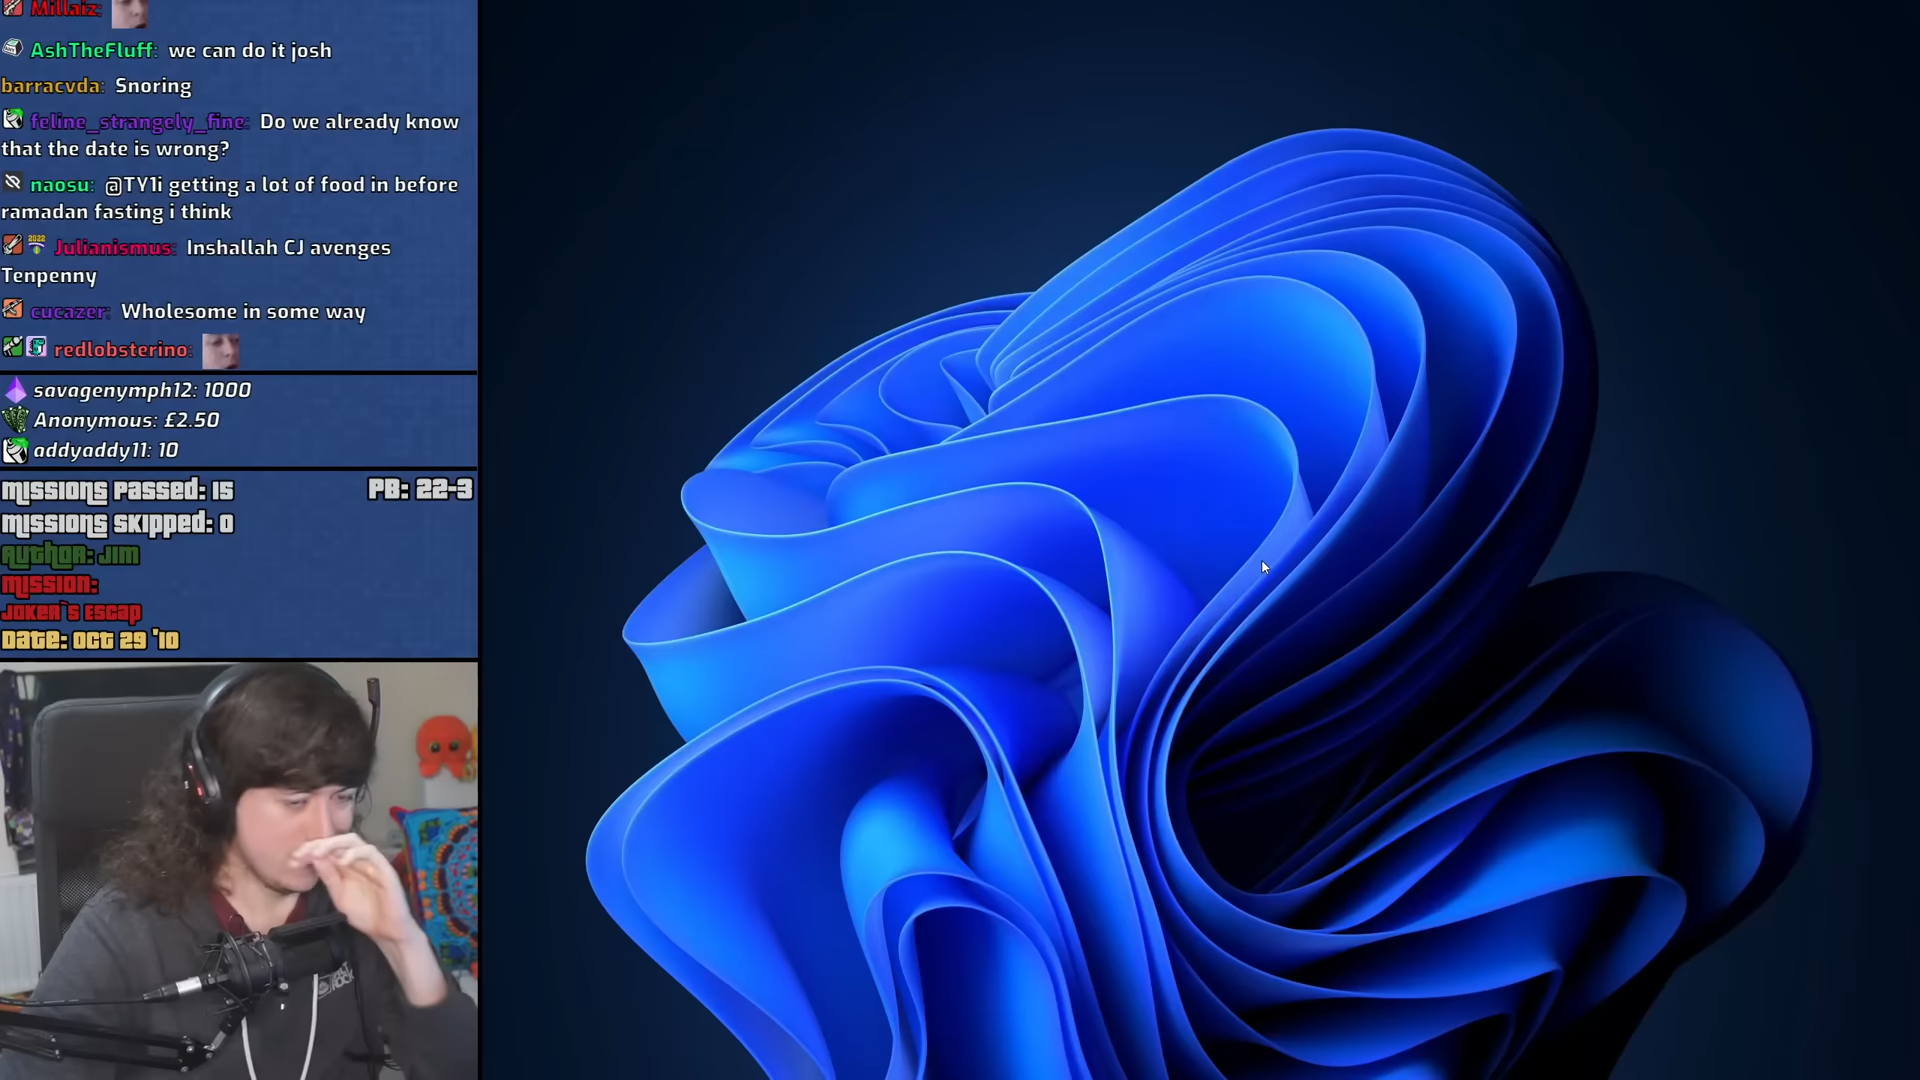 Millaiz:
AshTheFluff: we can do it josh
barracvda: Snoring
feline_strangely_fine: Do we already know
that the date is wrong?
naosu: @TY1i getting a lot of food in before
ramadan fasting i think
2022
Julianismus: Inshallah CJ avenges
Tenpenny
cucazer: Wholesome in some way
redlobsterino:
savagenymph12: 1000
Anonymous: £2.50
addyaddy11: 10
Missions Passed: 15
PB: 22-3
Missions Skipped: 0
Author: Jim
Mission:
Joker`s Escap
Date: Oct 29 '10